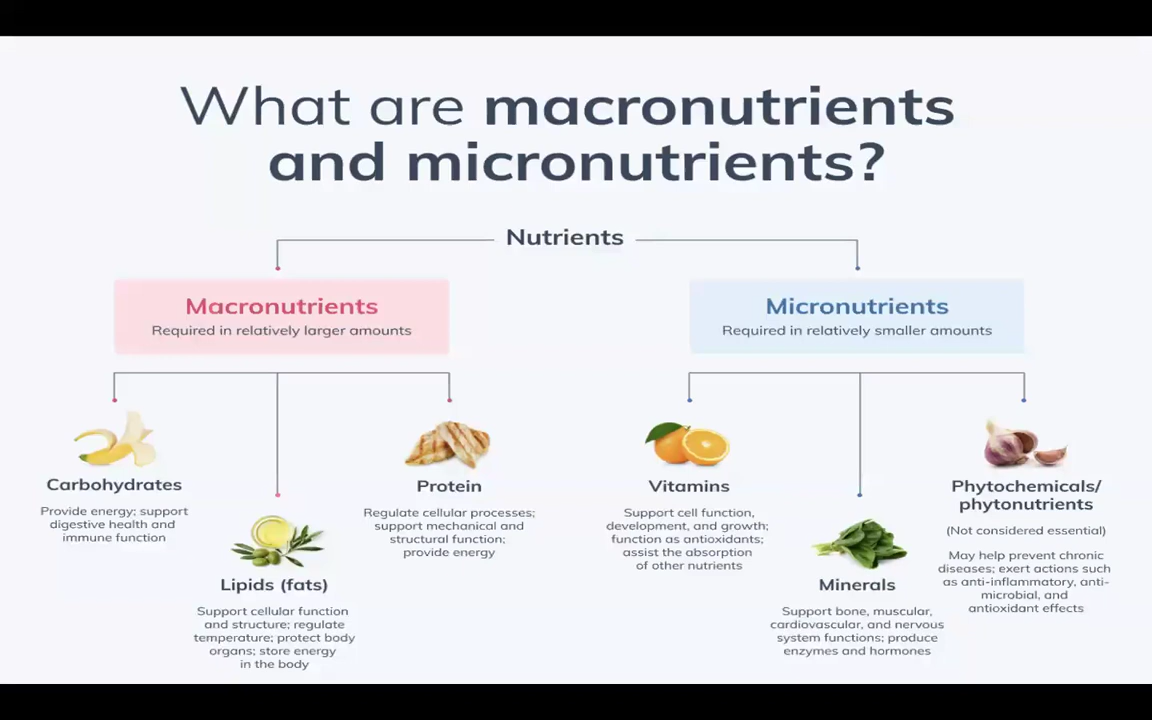 What are macronutrients
and micronutrients?
Nutrients
Macronutrients
Required in relatively larger amounts
Micronutrients
Required in relatively smaller amounts
Carbohydrates
Provide energy; support
digestive health and
immune function
Lipids (fats)
Support cellular function
and structure; regulate
temperature; protect body
organs; store energy
in the body
Protein
Regulate cellular processes;
support mechanical and
structural function;
provide energy
Vitamins
Support cell function,
development, and growth;
function as antioxidants;
assist the absorption
of other nutrients
Minerals
Support bone, muscular,
cardiovascular, and nervous
system functions; produce
enzymes and hormones
Phytochemicals/
phytonutrients
(Not considered essential)
May help prevent chronic
diseases; exert actions such
as anti-inflammatory, anti-
microbial, and
antioxidant effects